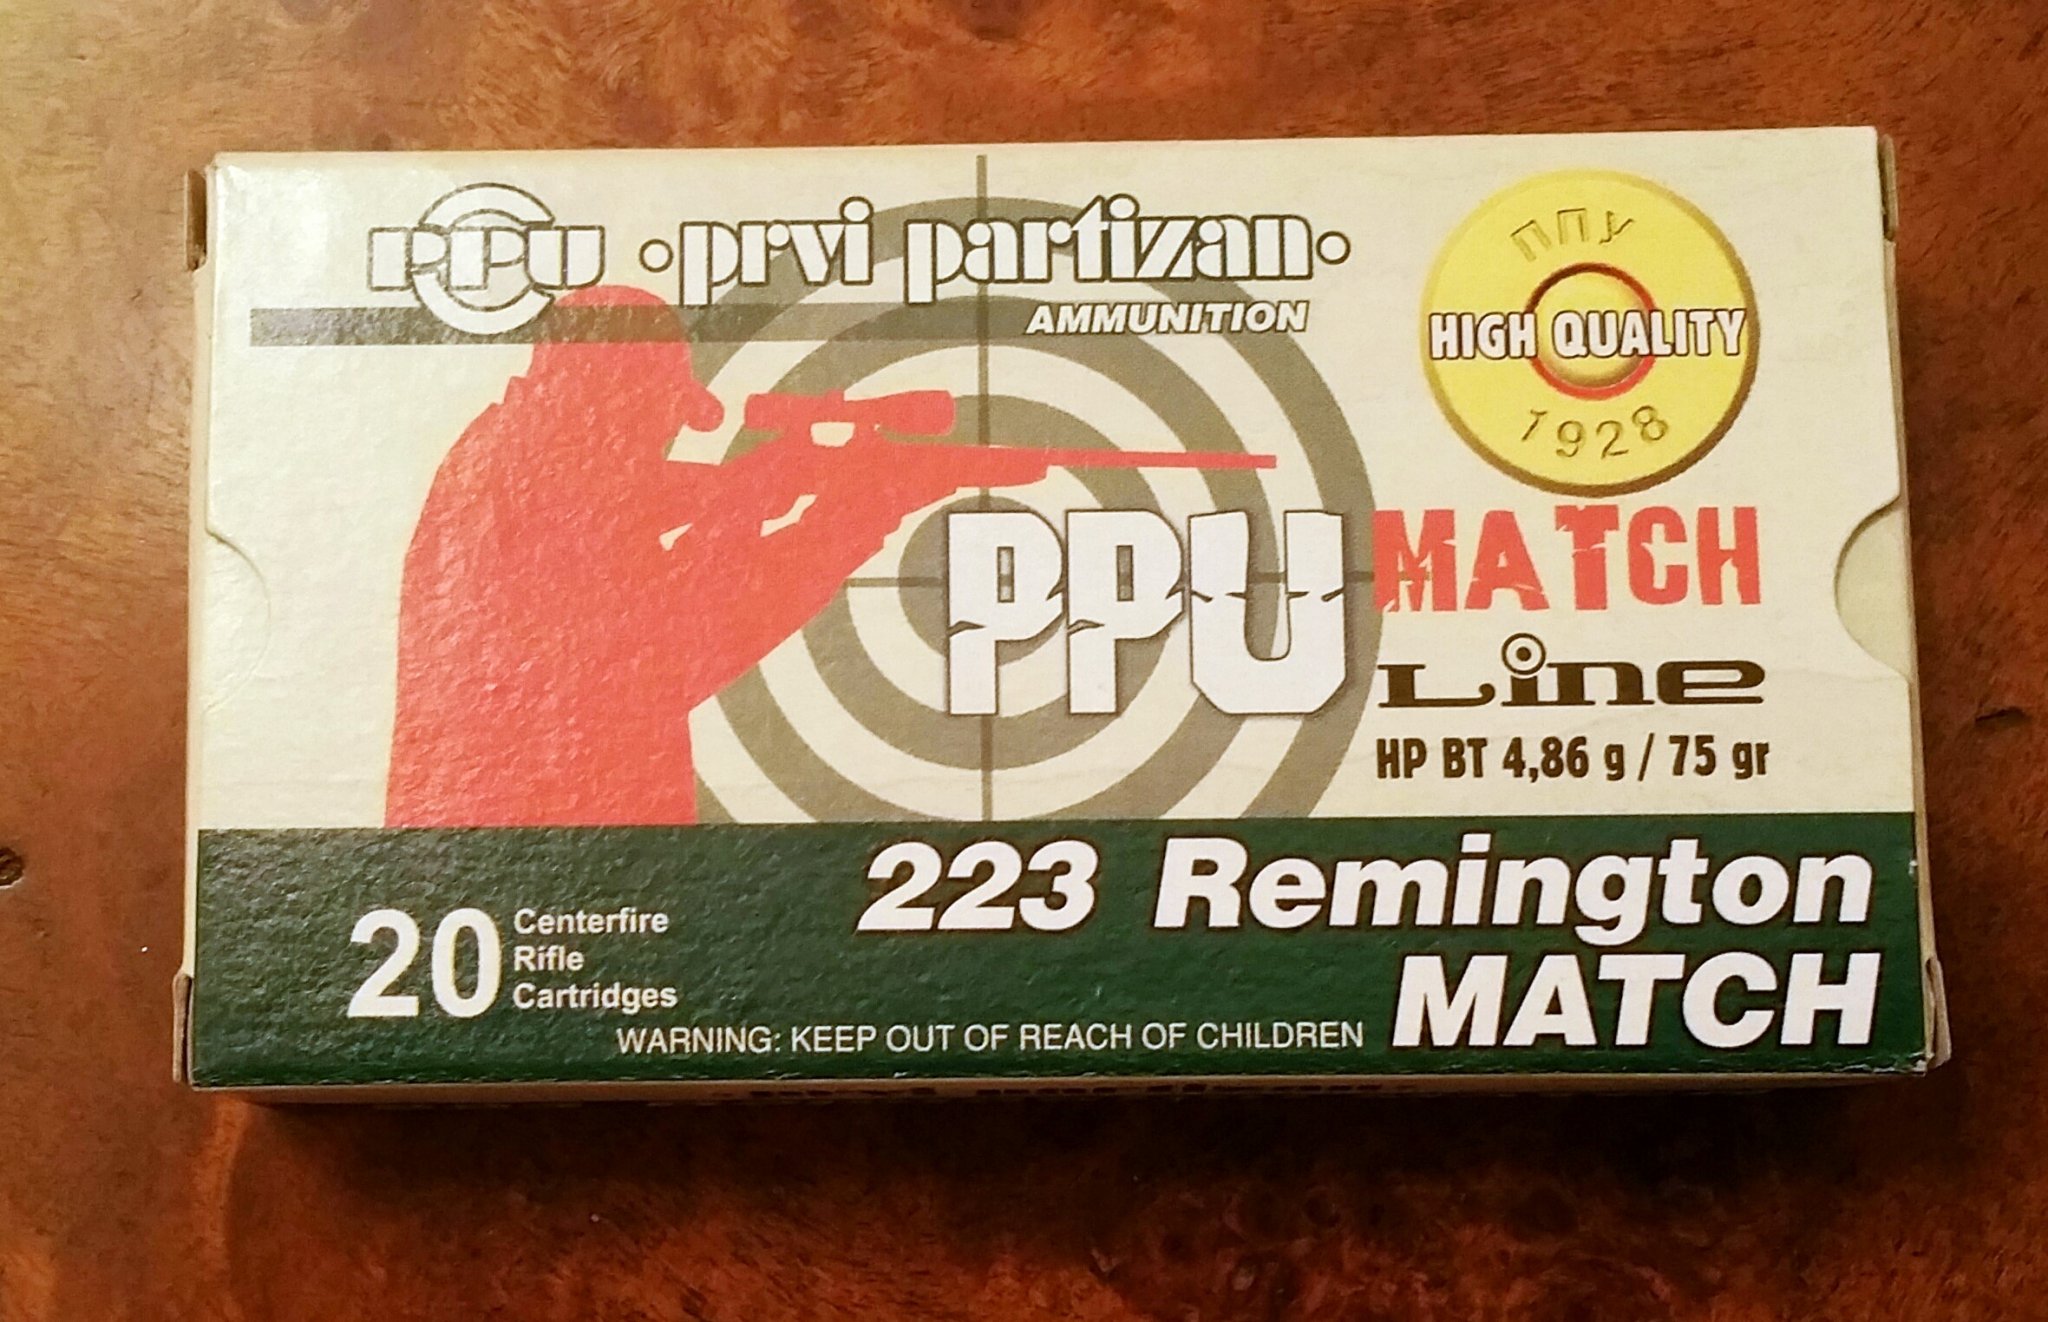 PPU •prvi partizan•
AMMUNITION
ППУ
HIGH QUALITY
1928
PPU MATCH
Line
HP BT 4,86 g / 75 gr
223 Remington
MATCH
20 Centerfire
Rifle
Cartridges
WARNING: KEEP OUT OF REACH OF CHILDREN